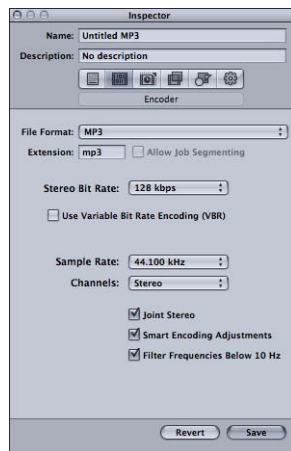 Inspector
Name: Untitled MP3
Description: No description
Encoder
File Format: MP3
Extension: mp3 Allow Job Segmenting
Stereo Bit Rate: 128 kbps
Use Variable Bit Rate Encoding (VBR)
Sample Rate: 44.100 kHz
Channels: Stereo
Joint Stereo
Smart Encoding Adjustments
Filter Frequencies Below 10 Hz
Revert Save